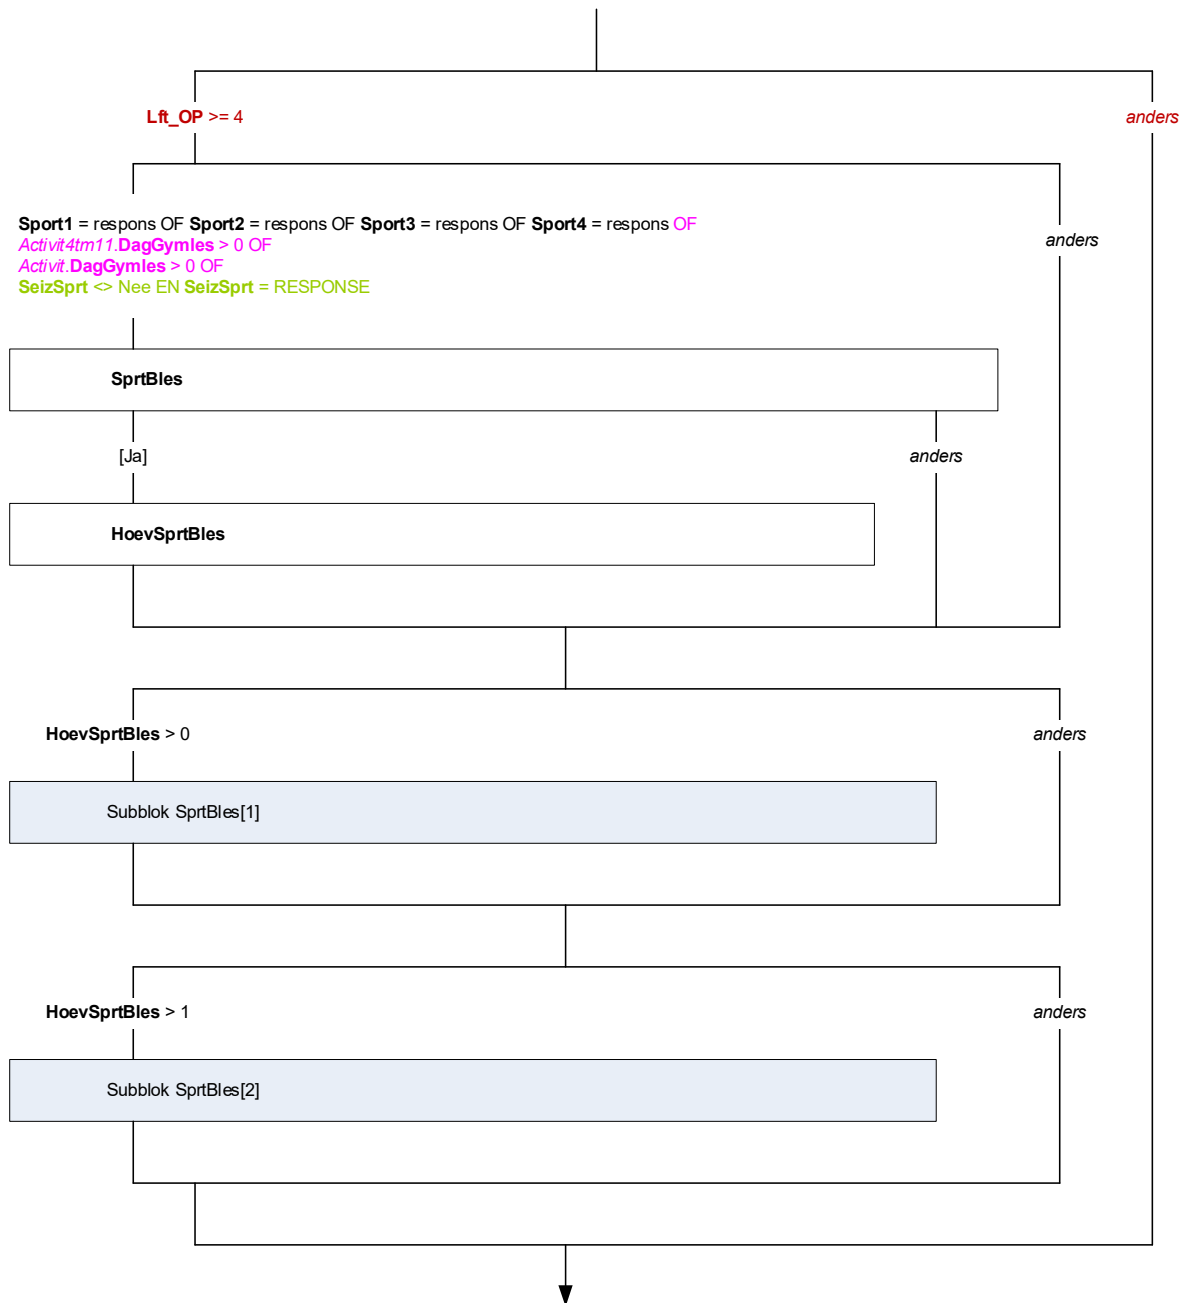 Lft_OP >= 4
anders
Sport1 = respons OF Sport2 = respons OF Sport3 = respons OF Sport4 = respons OF
Activit4tm11.DagGymles > 0 OF
Activit.DagGymles > 0 OF
SeizSprt <> Nee EN SeizSprt = RESPONSE
anders
SprtBles
[Ja]
anders
HoevSprtBles
HoevSprtBles > 0
anders
Subblok SprtBles[1]
HoevSprtBles > 1
anders
Subblok SprtBles[2]